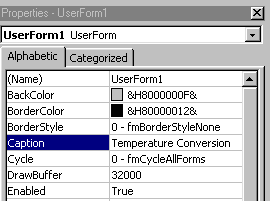 Properties - UserForm1
UserForm1 UserForm
Alphabetic Categorized
(Name) UserForm1
BackColor &H8000000F&
BorderColor &H80000012&
BorderStyle 0 - fmBorderStyleNone
Caption Temperature Conversion
Cycle 0 - fmCycleAllForms
DrawBuffer 32000
Enabled True